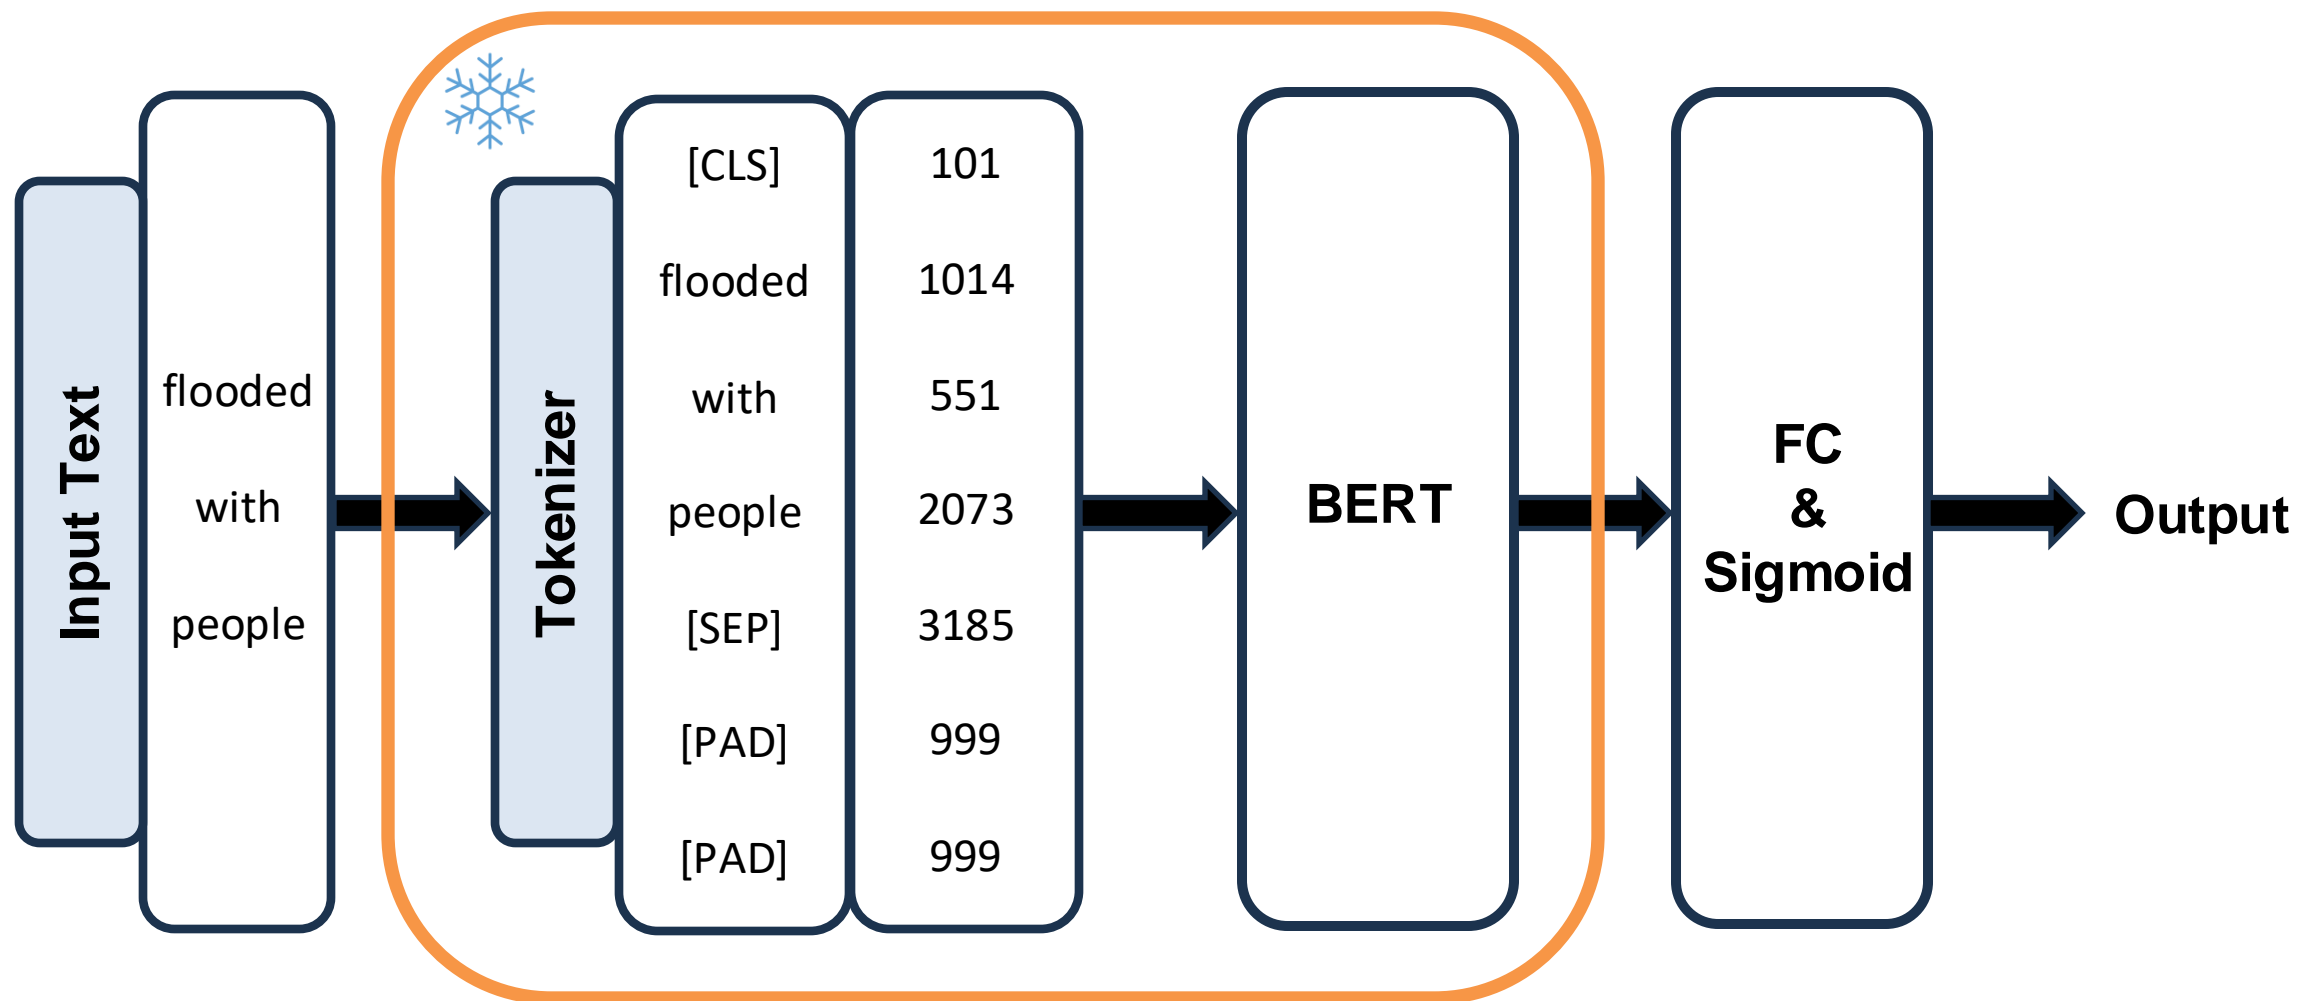 Input Text
flooded
with
people
Tokenizer
[CLS] 101
flooded 1014
with 551
people 2073
[SEP] 3185
[PAD] 999
[PAD] 999
BERT
FC
&
Sigmoid
Output